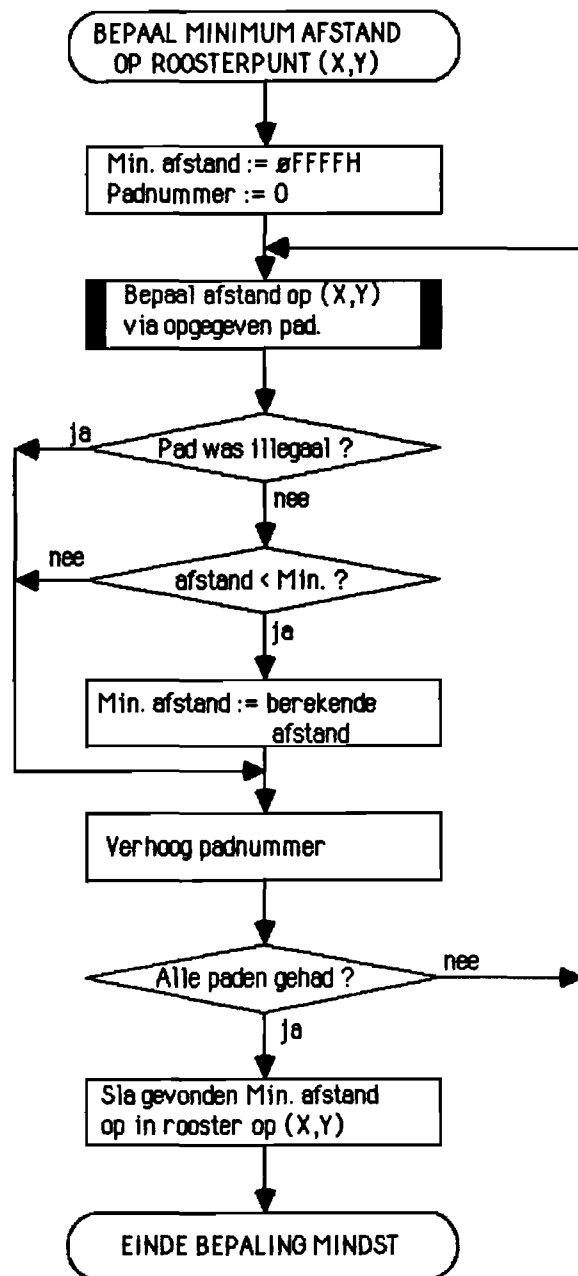 BEPAAL MINIMUM AFSTAND
OP ROOSTERPUNT (X,Y)
Min. afstand := øFFFFH
Padnummer := 0
Bepaal afstand op (X,Y)
via opgegeven pad.
ja
Pad was illegaal ?
nee
nee
afstand < Min. ?
ja
Min. afstand := berekende
afstand
Verhoog padnummer
Alle paden gehad ?
nee
ja
Sla gevonden Min. afstand
op in rooster op (X,Y)
EINDE BEPALING MINDST